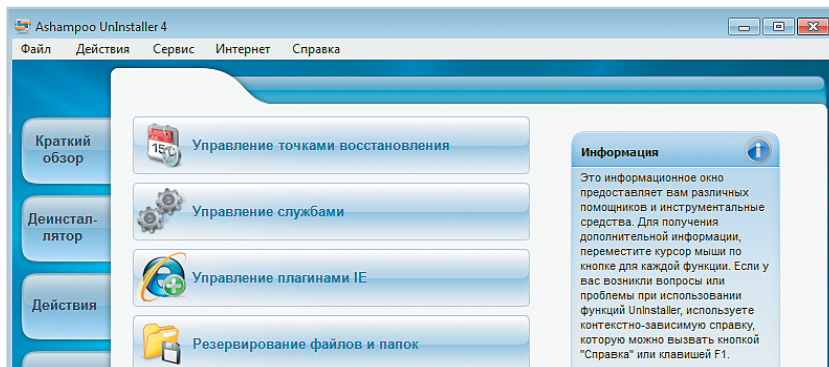 Ashampoo UnInstaller 4
Файл Действия Сервис Интернет Справка
Краткий
обзор
Деинстал-
лятор
Действия
Управление точками восстановления
Управление службами
Управление плагинами IE
Резервирование файлов и папок
Информация
Это информационное окно
предоставляет вам различных
помощников и инструментальные
средства. Для получения
дополнительной информации,
переместите курсор мыши по
кнопке для каждой функции. Если у
вас возникли вопросы или
проблемы при использовании
функций UnInstaller, используете
контекстно-зависимую справку,
которую можно вызвать кнопкой
"Справка" или клавишей F1.
15